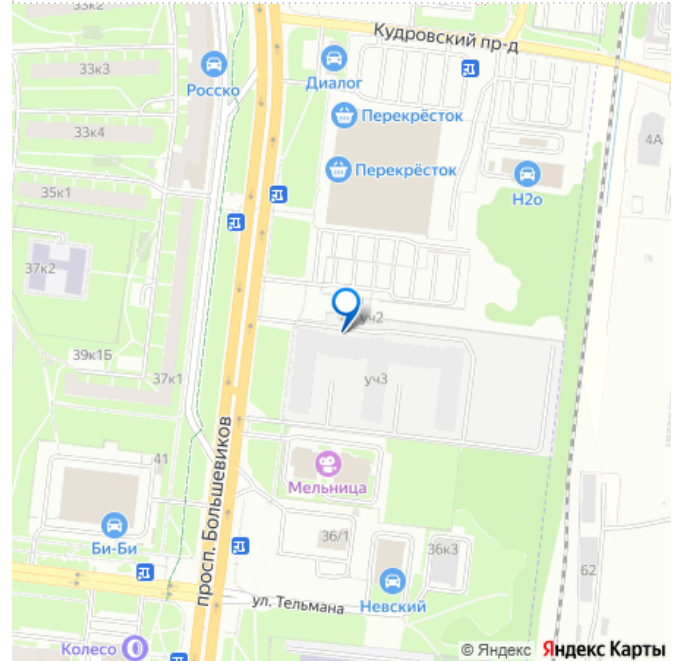 33к2
Кудровский пр-д
33к3
Росско
Диалог
Перекрёсток
33к4
4А
Перекрёсток
35к1
Н2о
37к2
уч2
39к1Б
37к1
уч3
просп. Большевиков
41
Мельница
Би-Би
36/1
36к3
62
ул. Тельмана
Невский
Колесо
© Яндекс Яндекс Карты